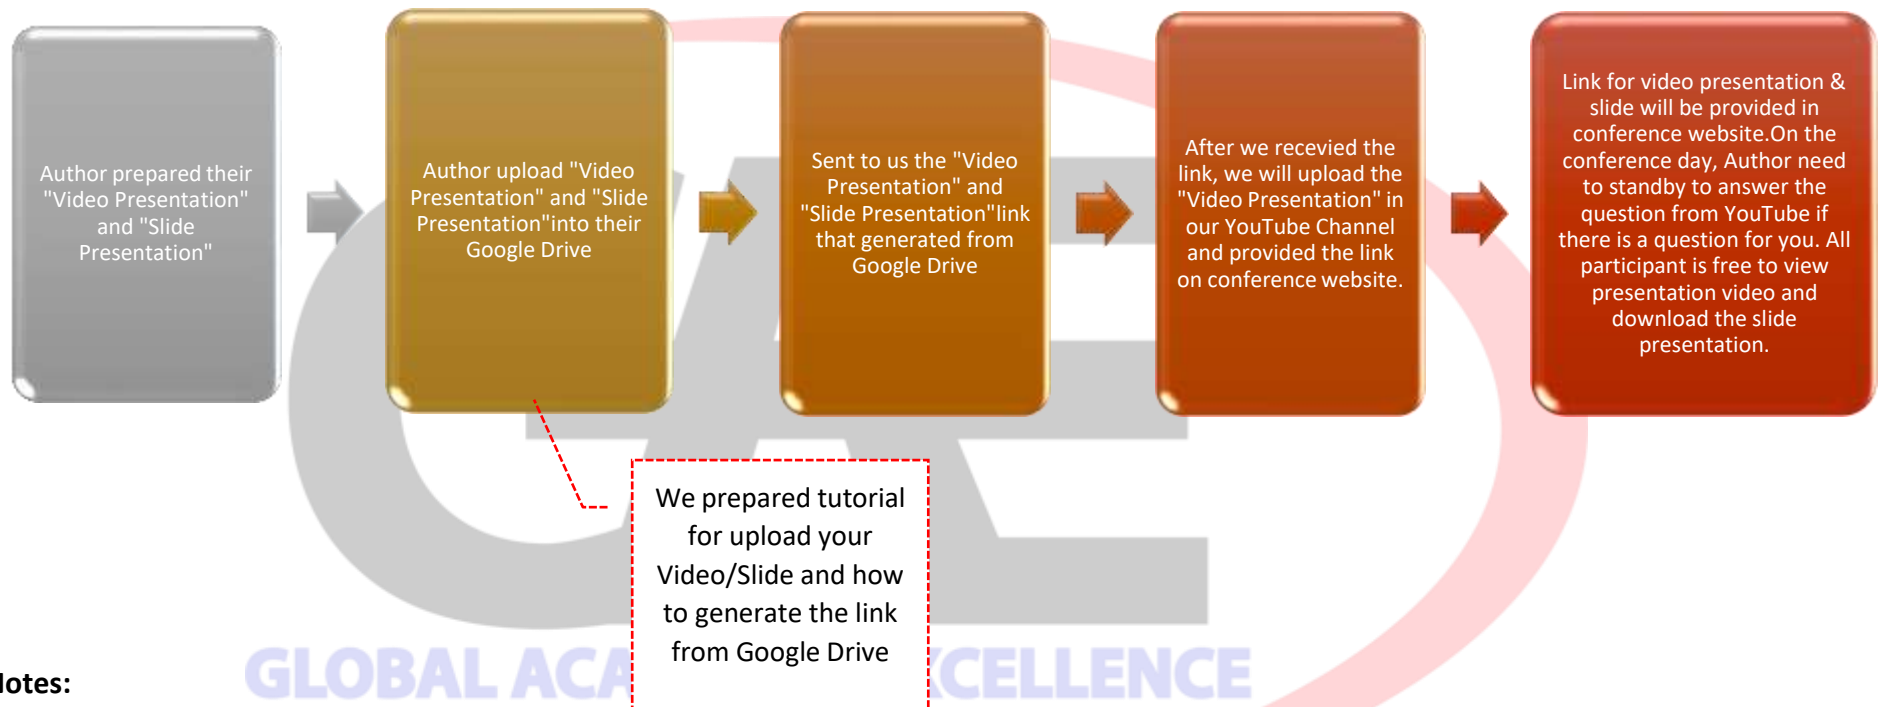 Author prepared their
"Video Presentation"
and "Slide
Presentation"
Author upload "Video
Presentation" and "Slide
Presentation"into their
Google Drive
Sent to us the "Video
Presentation" and
"Slide Presentation"link
that generated from
Google Drive
After we recevied the
link, we will upload the
"Video Presentation" in
our YouTube Channel
and provided the link
on conference website.
Link for video presentation &
slide will be provided in
conference website.On the
conference day, Author need
to standby to answer the
question from YouTube if
there is a question for you. All
participant is free to view
presentation video and
download the slide
presentation.
We prepared tutorial
for upload your
Video/Slide and how
to generate the link
from Google Drive
GLOBAL ACA XCELLENCE
otes: